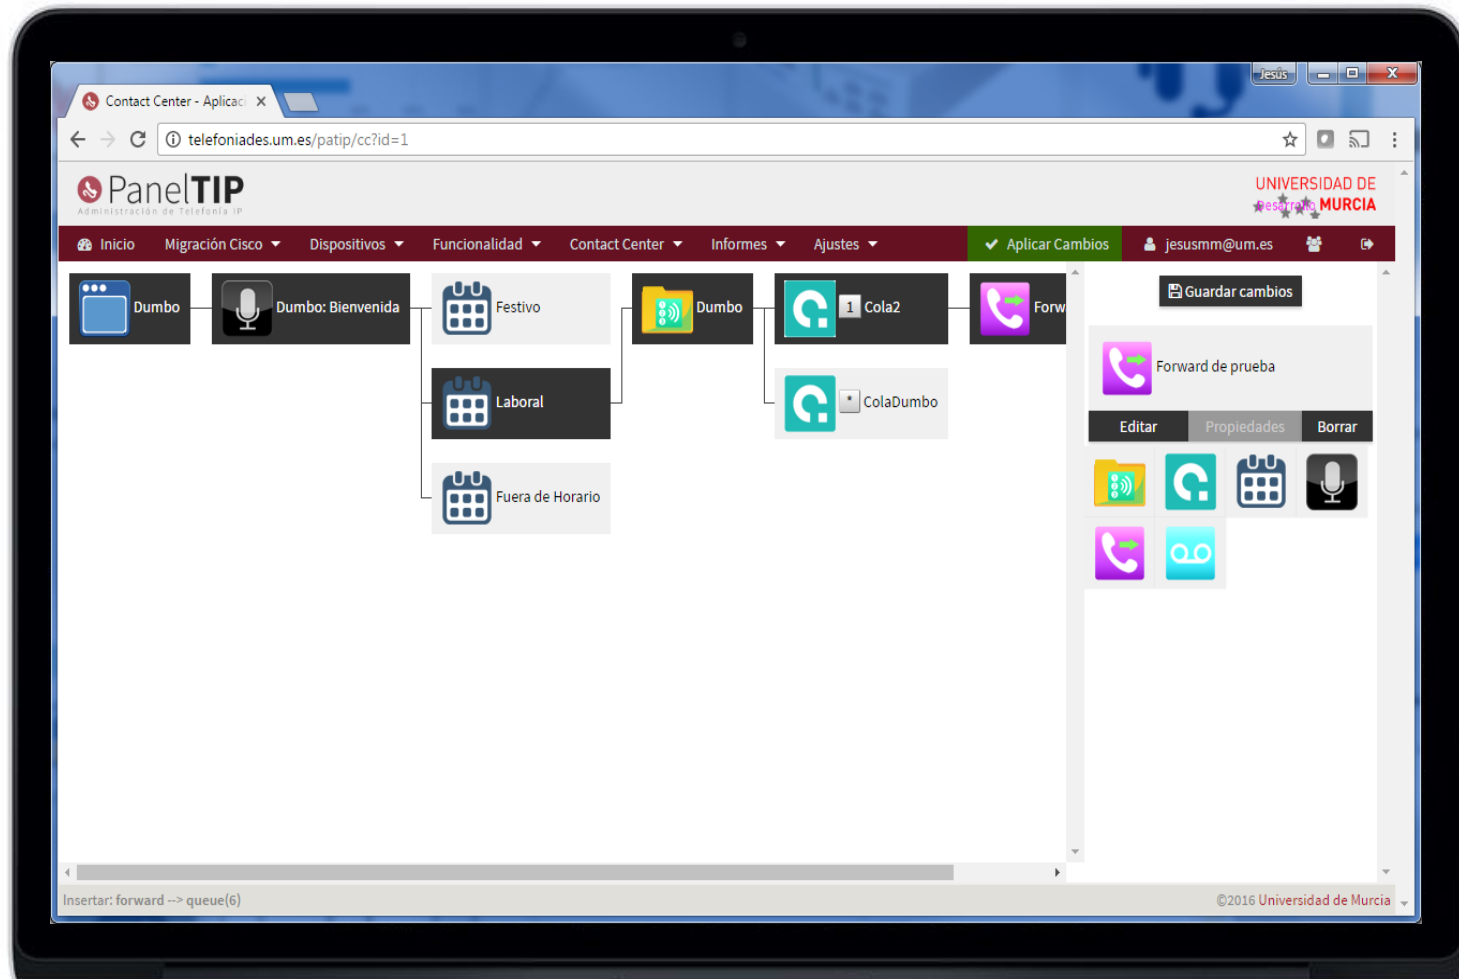 Jesús
Contact Center - Aplicac
telefoniades.um.es/patip/cc?id=1
PanelTIP
Administración de Telefonía IP
UNIVERSIDAD DE
Desarrollo MURCIA
Inicio Migración Cisco Dispositivos Funcionalidad Contact Center Informes Ajustes Aplicar Cambios jesusmm@um.es
Dumbo Dumbo: Bienvenida Festivo Dumbo 1 Cola2 Forw
Laboral * ColaDumbo
Fuera de Horario
Guardar cambios
Forward de prueba
Editar Propiedades Borrar
Insertar: forward --> queue(6)
©2016 Universidad de Murcia